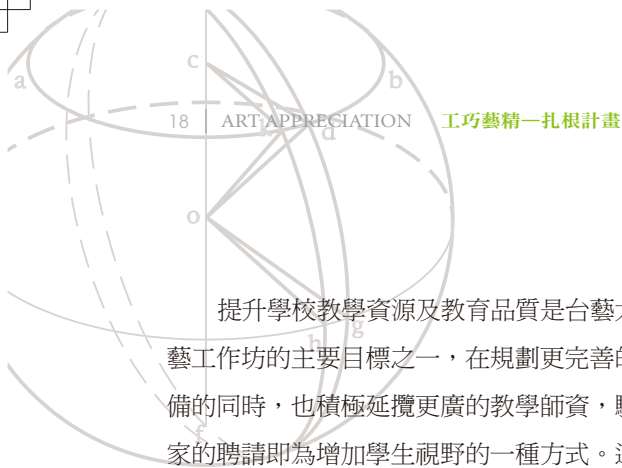 a
c
b
18 | ART APPRECIATION 工巧藝精—扎根計畫
k
d
o
提升學校教學資源及教育品質是台藝
藝工作坊的主要目標之一，在規劃更完善的
g
h
備的同時，也積極延攬更廣的教學師資，
f
家的聘請即為增加學生視野的一種方式。